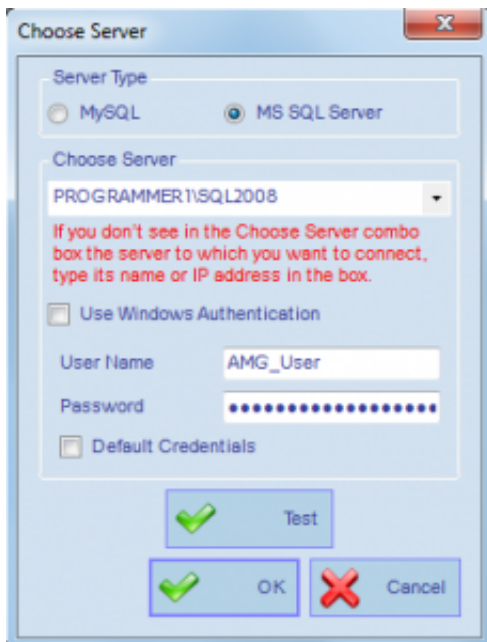 Choose Server
Server Type
MySQL MS SQL Server
Choose Server
PROGRAMMER1\SQL2008
If you don't see in the Choose Server combo
box the server to which you want to connect,
type its name or IP address in the box.
Use Windows Authentication
User Name AMG_User
Password
Default Credentials
Test
OK Cancel